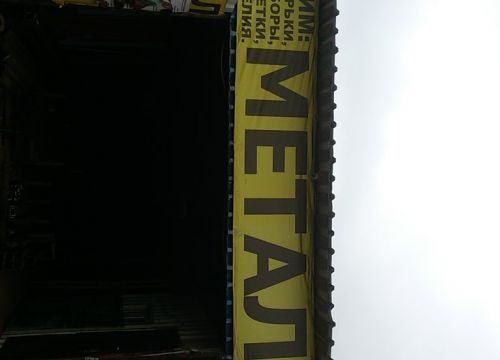 ИМ:
РЬКИ,
ОРЫ,
ЕТКИ,
ЕЛИЯ.
МЕТАЛ